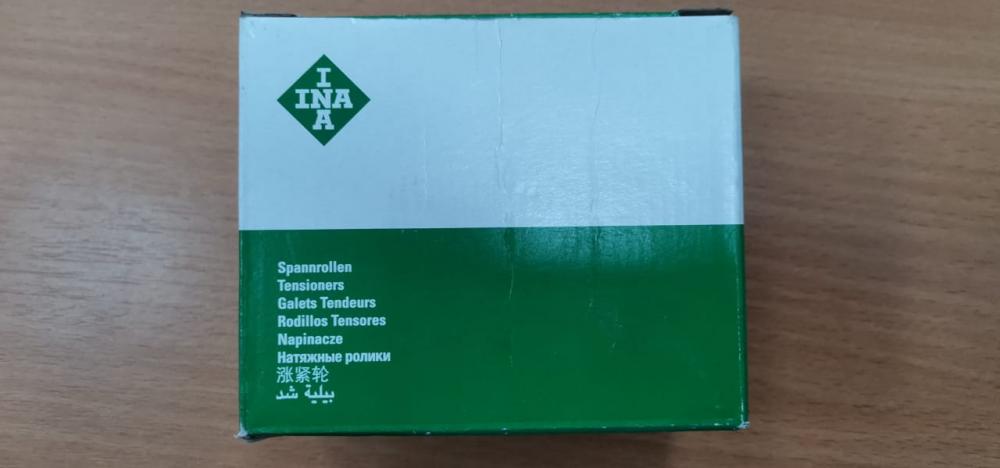 I
INA
A
Spannrollen
Tensioners
Galets Tendeurs
Rodillos Tensores
Napinacze
Натяжные ролики
涨紧轮
بيلية شد